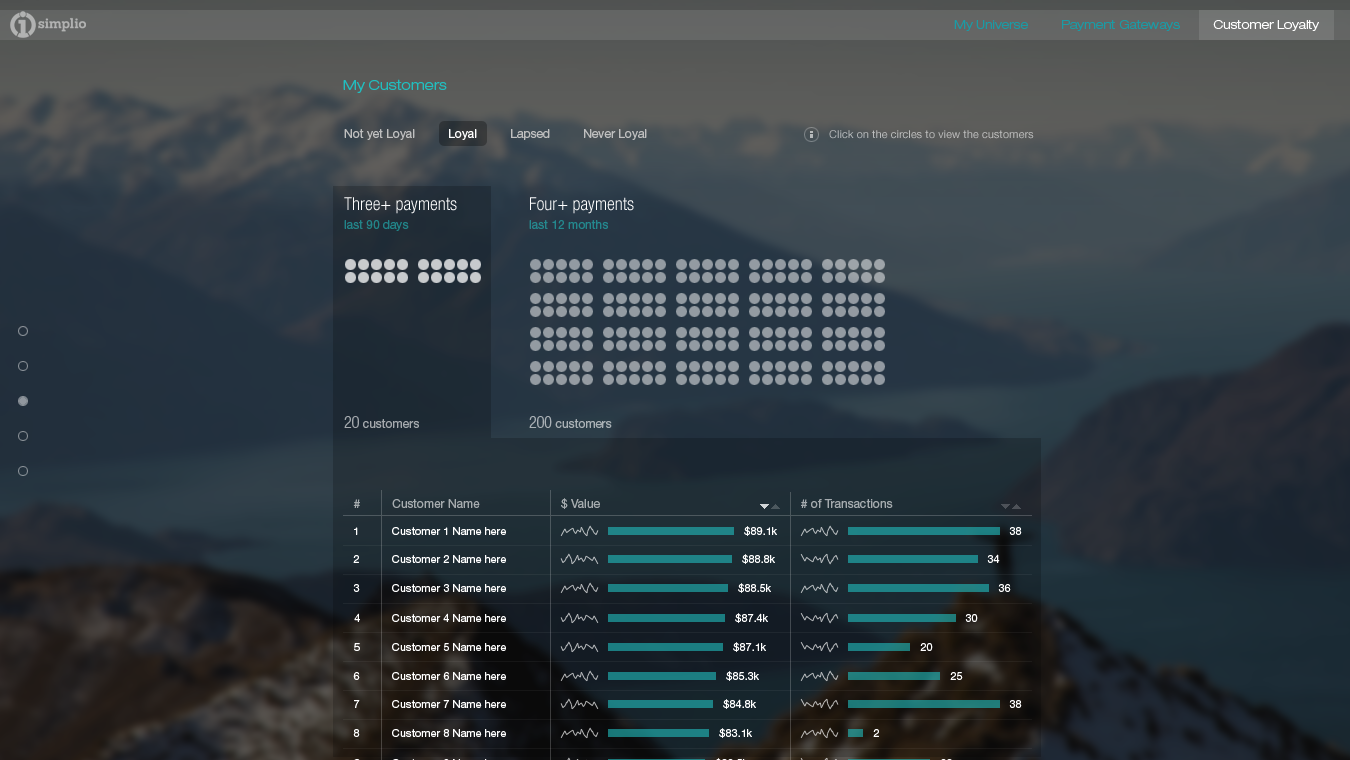 simplio
My Universe Payment Gateways Customer Loyalty
My Customers
Not yet Loyal Loyal Lapsed Never Loyal
Click on the circles to view the customers
Three+ payments
last 90 days
20 customers
Four+ payments
last 12 months
200 customers
# Customer Name $ Value # of Transactions
1 Customer 1 Name here $89.1k 38
2 Customer 2 Name here $88.8k 34
3 Customer 3 Name here $88.5k 36
4 Customer 4 Name here $87.4k 30
5 Customer 5 Name here $87.1k 20
6 Customer 6 Name here $85.3k 25
7 Customer 7 Name here $84.8k 38
8 Customer 8 Name here $83.1k 2